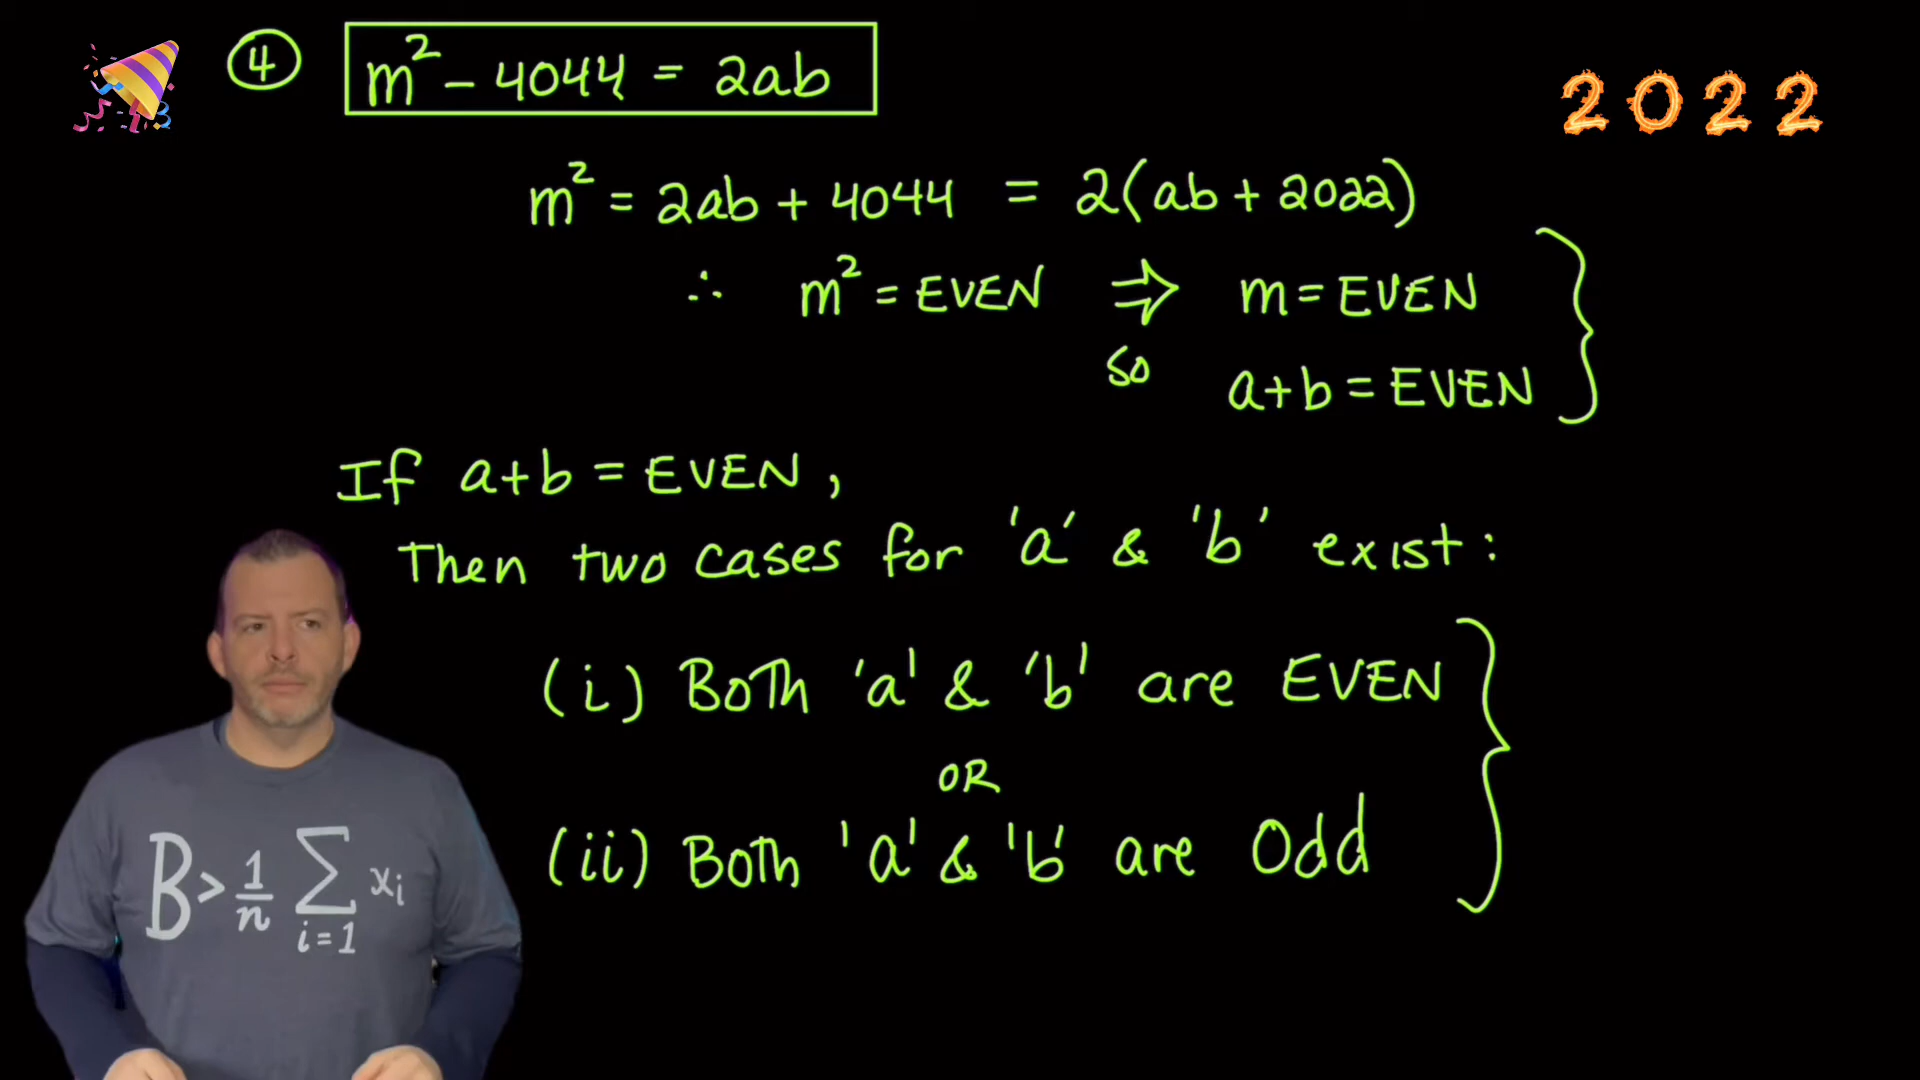 ④ m² - 4044 = 2ab
2022
m² = 2ab + 4044 = 2(ab + 2022)
∴ m² = EVEN ⇒ m = EVEN
so a+b = EVEN
If a+b = EVEN,
Then two cases for 'a' & 'b' exist:
(i) Both 'a' & 'b' are EVEN
OR
(ii) Both 'a' & 'b' are Odd
B > 1/n ∑ i=1 xi